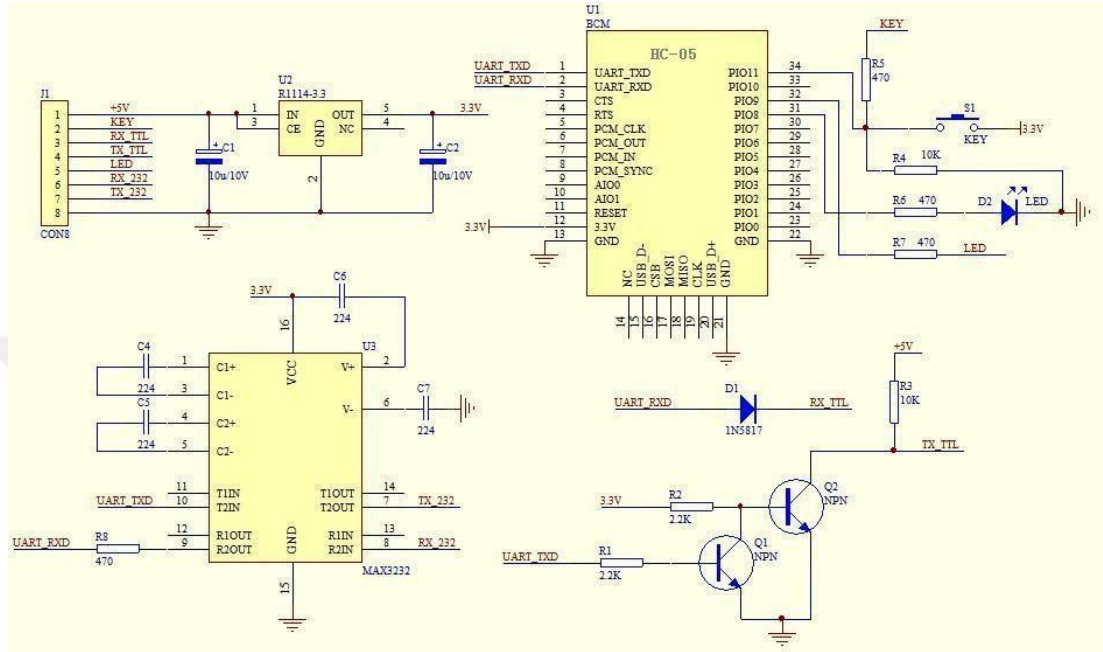 J1
1 +5V
2 KEY
3 RX_TTL
4 TX_TTL
5 LED
6 RX_232
7 TX_232
8
CON8
U2
R1114-3.3
1 IN OUT 5 3.3V
3 CE NC 4
GND
2
C1
10u/10V
C2
10u/10V
U1
BCM
HC-05
UART_TXD 1 UART_TXD
UART_RXD 2 UART_RXD
3 CTS
4 RTS
5 PCM_CLK
6 PCM_OUT
7 PCM_IN
8 PCM_SYNC
9 AIO0
10 AIO1
11 RESET
3.3V 12 3.3V
13 GND
PIO11 34
PIO10 33
PIO9 32
PIO8 31
PIO7 30
PIO6 29
PIO5 28
PIO4 27
PIO3 26
PIO2 25
PIO1 24
PIO0 23
GND 22
NC 14
USB_D- 15
CSB 16
MOSI 17
MISO 18
CLK 19
USB_D+ 20
GND 21
KEY
R5
470
S1
KEY
3.3V
R4 10K
R6 470
D2 LED
R7 470 LED
3.3V
C6
224
16
U3
C4
224
C5
224
1 C1+
3 C1-
4 C2+
5 C2-
VCC
V+ 2
V- 6
C7
224
11 T1IN T1OUT 14
UART_TXD 10 T2IN T2OUT 7 TX_232
12 R1OUT R1IN 13
UART_RXD R8 9 R2OUT R2IN 8 RX_232
470
GND
15
MAX3232
UART_RXD D1 RX_TTL
1N5817
+5V
R3
10K
TX_TTL
3.3V R2
2.2K
Q2
NPN
UART_TXD R1
2.2K
Q1
NPN